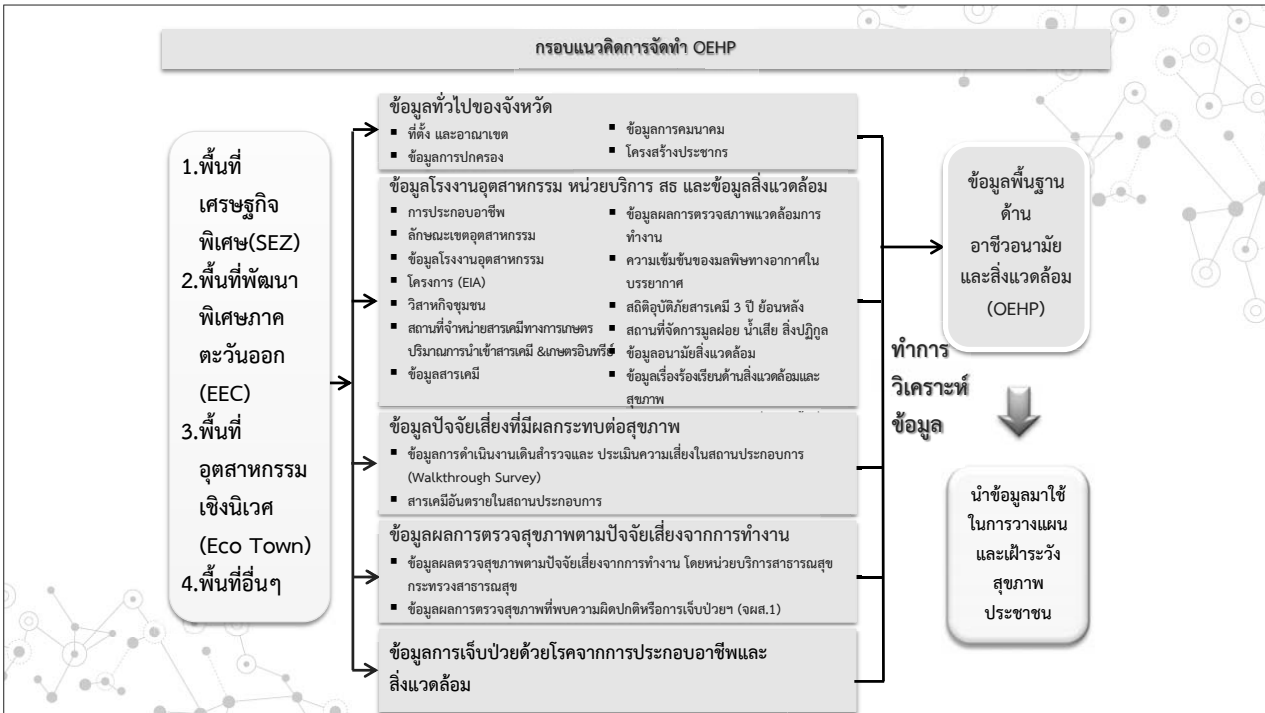 กรอบแนวคิดการจัดทำ OEHP
1.พื้นที่
เศรษฐกิจ
พิเศษ(SEZ)
2.พื้นที่พัฒนา
พิเศษภาค
ตะวันออก
(EEC)
3.พื้นที่
อุตสาหกรรม
เชิงนิเวศ
(Eco Town)
4.พื้นที่อื่นๆ
ข้อมูลทั่วไปของจังหวัด
▪ ที่ตั้ง และอาณาเขต
▪ ข้อมูลการปกครอง
▪ ข้อมูลการคมนาคม
▪ โครงสร้างประชากร
ข้อมูลโรงงานอุตสาหกรรม หน่วยบริการ สธ และข้อมูลสิ่งแวดล้อม
▪ การประกอบอาชีพ
▪ ลักษณะเขตอุตสาหกรรม
▪ ข้อมูลโรงงานอุตสาหกรรม
▪ โครงการ (EIA)
▪ วิสาหกิจชุมชน
▪ สถานที่จำหน่ายสารเคมีทางการเกษตร
ปริมาณการนำเข้าสารเคมี &เกษตรอินทรีย์
▪ ข้อมูลสารเคมี
▪ ข้อมูลผลการตรวจสภาพแวดล้อมการ
ทำงาน
▪ ความเข้มข้นของมลพิษทางอากาศใน
บรรยากาศ
▪ สถิติอุบัติภัยสารเคมี 3 ปี ย้อนหลัง
▪ สถานที่จัดการมูลฝอย น้ำเสีย สิ่งปฏิกูล
▪ ข้อมูลอนามัยสิ่งแวดล้อม
▪ ข้อมูลเรื่องร้องเรียนด้านสิ่งแวดล้อมและ
สุขภาพ
ข้อมูลปัจจัยเสี่ยงที่มีผลกระทบต่อสุขภาพ
▪ ข้อมูลการดำเนินงานเดินสำรวจและ ประเมินความเสี่ยงในสถานประกอบการ
(Walkthrough Survey)
▪ สารเคมีอันตรายในสถานประกอบการ
ข้อมูลผลการตรวจสุขภาพตามปัจจัยเสี่ยงจากการทำงาน
▪ ข้อมูลผลตรวจสุขภาพตามปัจจัยเสี่ยงจากการทำงาน โดยหน่วยบริการสาธารณสุข
กระทรวงสาธารณสุข
▪ ข้อมูลผลการตรวจสุขภาพที่พบความผิดปกติหรือการเจ็บป่วยฯ (จผส.1)
ข้อมูลการเจ็บป่วยด้วยโรคจากการประกอบอาชีพและ
สิ่งแวดล้อม
ทำการ
วิเคราะห์
ข้อมูล
ข้อมูลพื้นฐาน
ด้าน
อาชีวอนามัย
และสิ่งแวดล้อม
(OEHP)
นำข้อมูลมาใช้
ในการวางแผน
และเฝ้าระวัง
สุขภาพ
ประชาชน